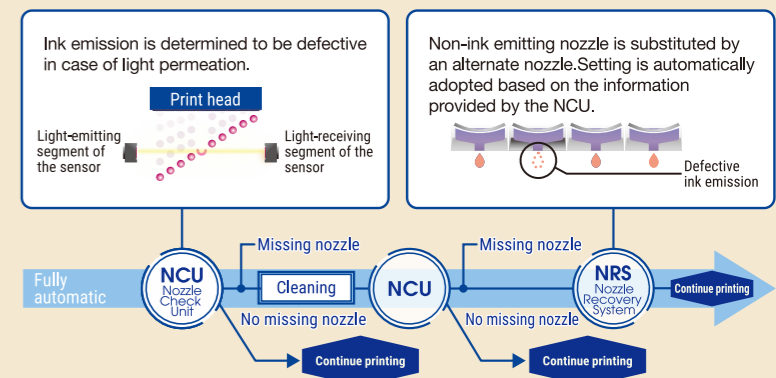 Ink emission is determined to be defective
in case of light permeation.
Print head
Light-emitting
segment of
the sensor
Light-receiving
segment of the
sensor
Non-ink emitting nozzle is substituted by
an alternate nozzle.Setting is automatically
adopted based on the information
provided by the NCU.
Defective
ink emission
Fully
automatic
NCU
Nozzle
Check
Unit
Missing nozzle
Cleaning
No missing nozzle
Continue printing
NCU
Missing nozzle
No missing nozzle
Continue printing
NRS
Nozzle
Recovery
System
Continue printing